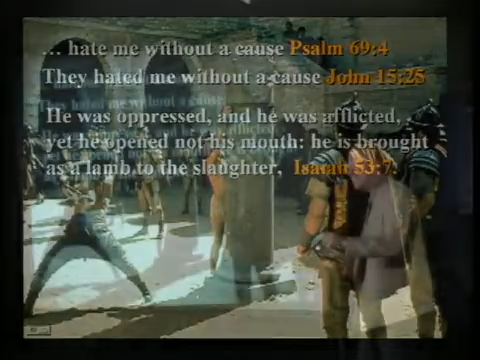 ... hate me without a cause Psalm 69:4
They hated me without a cause John 15:25
He was oppressed, and he was afflicted,
yet he opened not his mouth: he is brought
as a lamb to the slaughter, Isaiah 53:7.